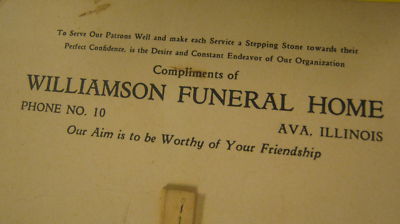 To Serve Our Patrons Well and make each Service a Stepping Stone towards their
Perfect Confidence, is the Desire and Constant Endeavor of Our Organization
Compliments of
WILLIAMSON FUNERAL HOME
PHONE NO. 10 AVA, ILLINOIS
Our Aim is to be Worthy of Your Friendship